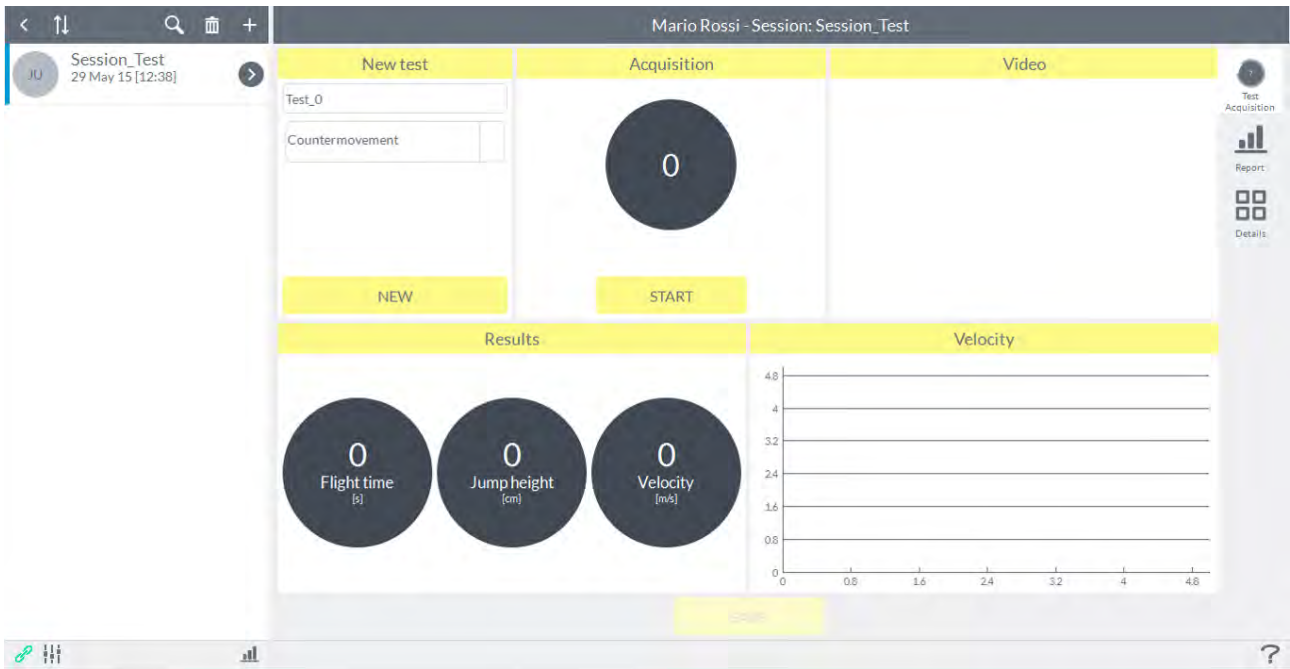 Mario Rossi - Session: Session_Test
JU
Session_Test
29 May 15 [12:38]
New test
Acquisition
Video
Test_0
Countermovement
0
NEW
START
Test
Acquisition
Report
Details
Results
Velocity
0
Flight time
[s]
0
Jump height
[cm]
0
Velocity
[m/s]
4.8
4
3.2
2.4
1.6
0.8
0
0
0.8
1.6
2.4
3.2
4
4.8
?